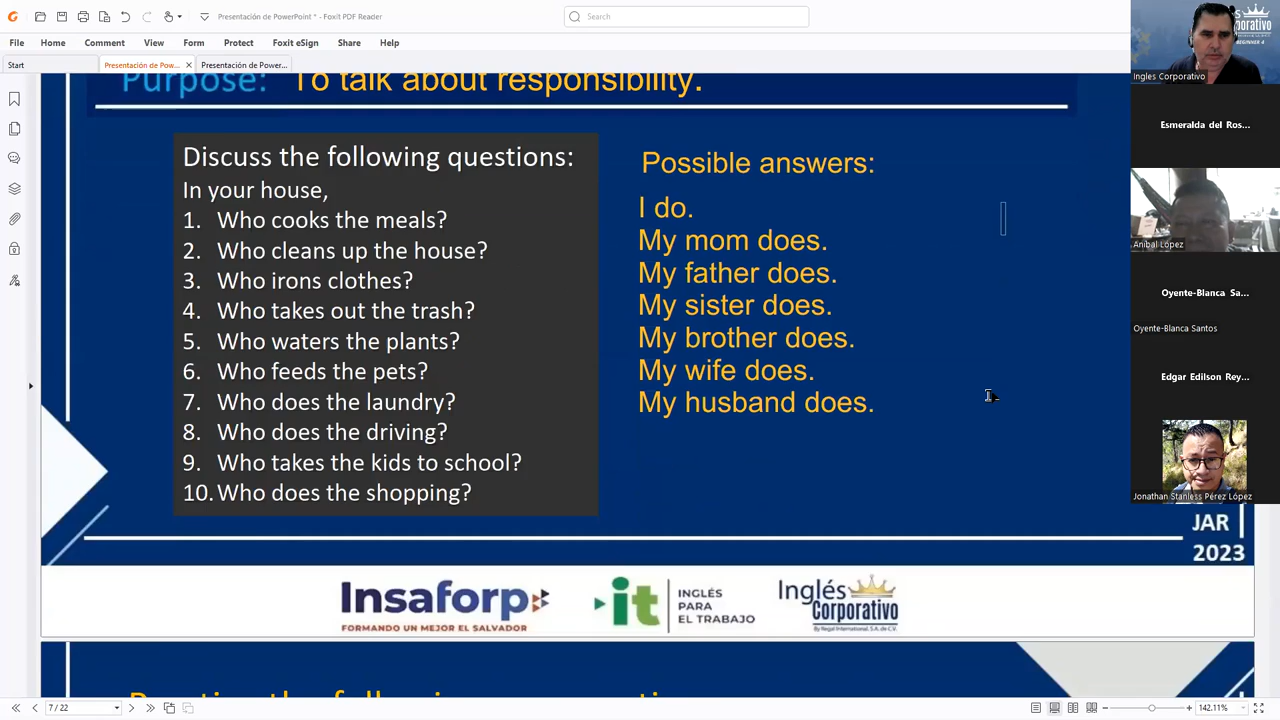 Presentación de PowerPoint * - Foxit PDF Reader
Search
File Home Comment View Form Protect Foxit eSign Share Help
Start
Presentación de Pow...
Presentación de Power...
Purpose: To talk about responsibility.
Discuss the following questions:
In your house,
1. Who cooks the meals?
2. Who cleans up the house?
3. Who irons clothes?
4. Who takes out the trash?
5. Who waters the plants?
6. Who feeds the pets?
7. Who does the laundry?
8. Who does the driving?
9. Who takes the kids to school?
10. Who does the shopping?
Possible answers:
I do.
My mom does.
My father does.
My sister does.
My brother does.
My wife does.
My husband does.
JAR
2023
Insaforp
FORMANDO UN MEJOR EL SALVADOR
it
INGLÉS
PARA
EL TRABAJO
Inglés
Corporativo
By Regal International, S.A. de C.V.
7 / 22
142.11%
BEGINNER 4
Ingles Corporativo
Esmeralda del Ros...
Anibal López
Oyente-Blanca Sa...
Oyente-Blanca Santos
Edgar Edilson Rey...
Jonathan Stanless Pérez López